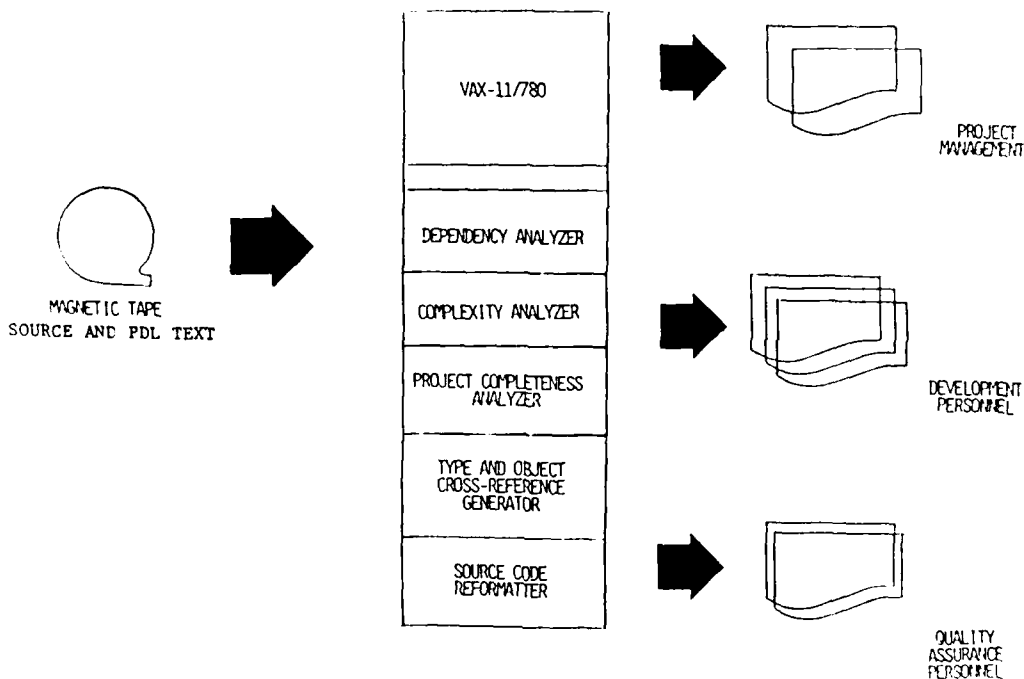 MAGNETIC TAPE
SOURCE AND PDL TEXT
VAX-11/780
DEPENDENCY ANALYZER
COMPLEXITY ANALYZER
PROJECT COMPLETENESS
ANALYZER
TYPE AND OBJECT
CROSS-REFERENCE
GENERATOR
SOURCE CODE
REFORMATTER
PROJECT
MANAGEMENT
DEVELOPMENT
PERSONNEL
QUALITY
ASSURANCE
PERSONNEL